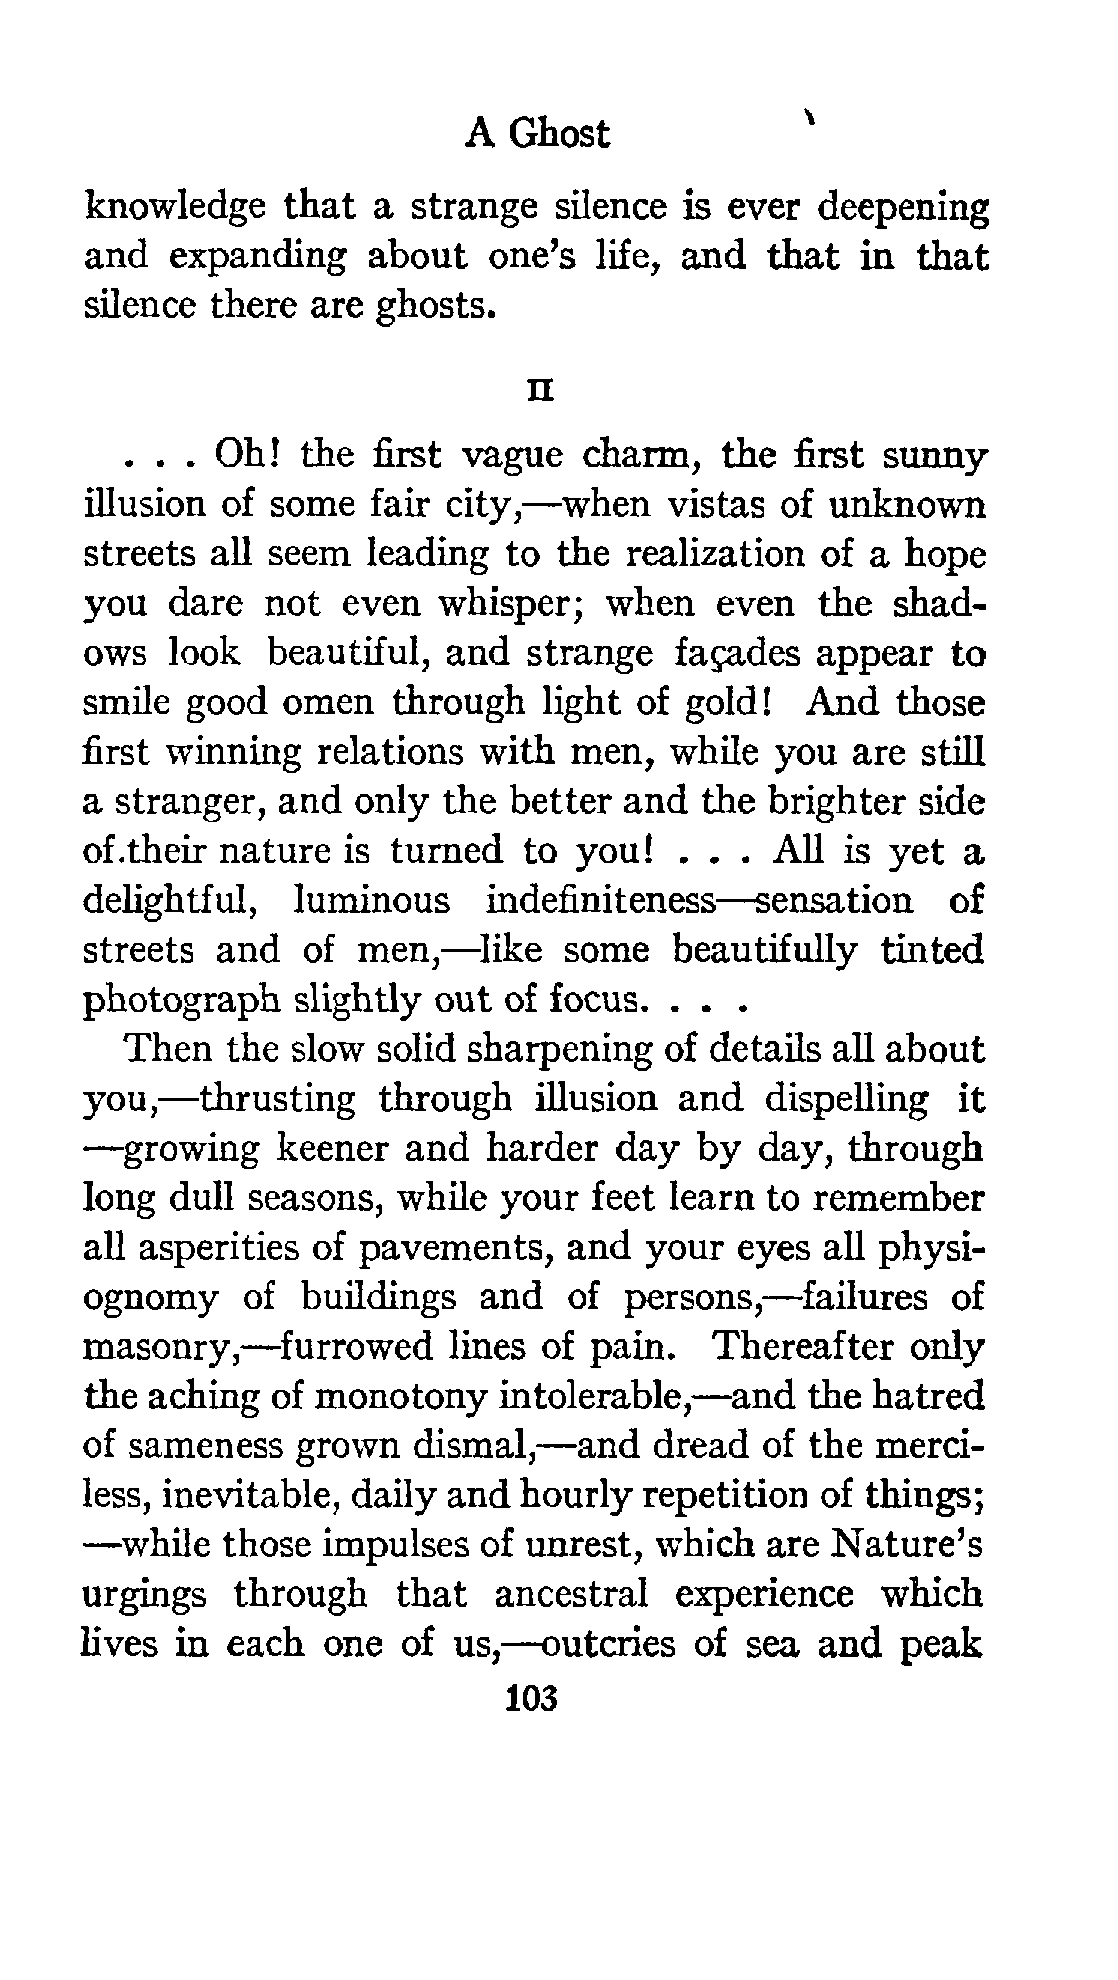 A Ghost
knowledge that a strange silence is ever deepening
and expanding about one's life, and that in that
silence there are ghosts.
II
. . . Oh! the first vague charm, the first sunny
illusion of some fair city,—when vistas of unknown
streets all seem leading to the realization of a hope
you dare not even whisper; when even the shad-
ows look beautiful, and strange façades appear to
smile good omen through light of gold! And those
first winning relations with men, while you are still
a stranger, and only the better and the brighter side
of.their nature is turned to you! . . . All is yet a
delightful, luminous indefiniteness—sensation of
streets and of men,—like some beautifully tinted
photograph slightly out of focus. . . .
Then the slow solid sharpening of details all about
you,—thrusting through illusion and dispelling it
—growing keener and harder day by day, through
long dull seasons, while your feet learn to remember
all asperities of pavements, and your eyes all physi-
ognomy of buildings and of persons,—failures of
masonry,—furrowed lines of pain. Thereafter only
the aching of monotony intolerable,—and the hatred
of sameness grown dismal,—and dread of the merci-
less, inevitable, daily and hourly repetition of things;
—while those impulses of unrest, which are Nature's
urgings through that ancestral experience which
lives in each one of us,—outcries of sea and peak
103